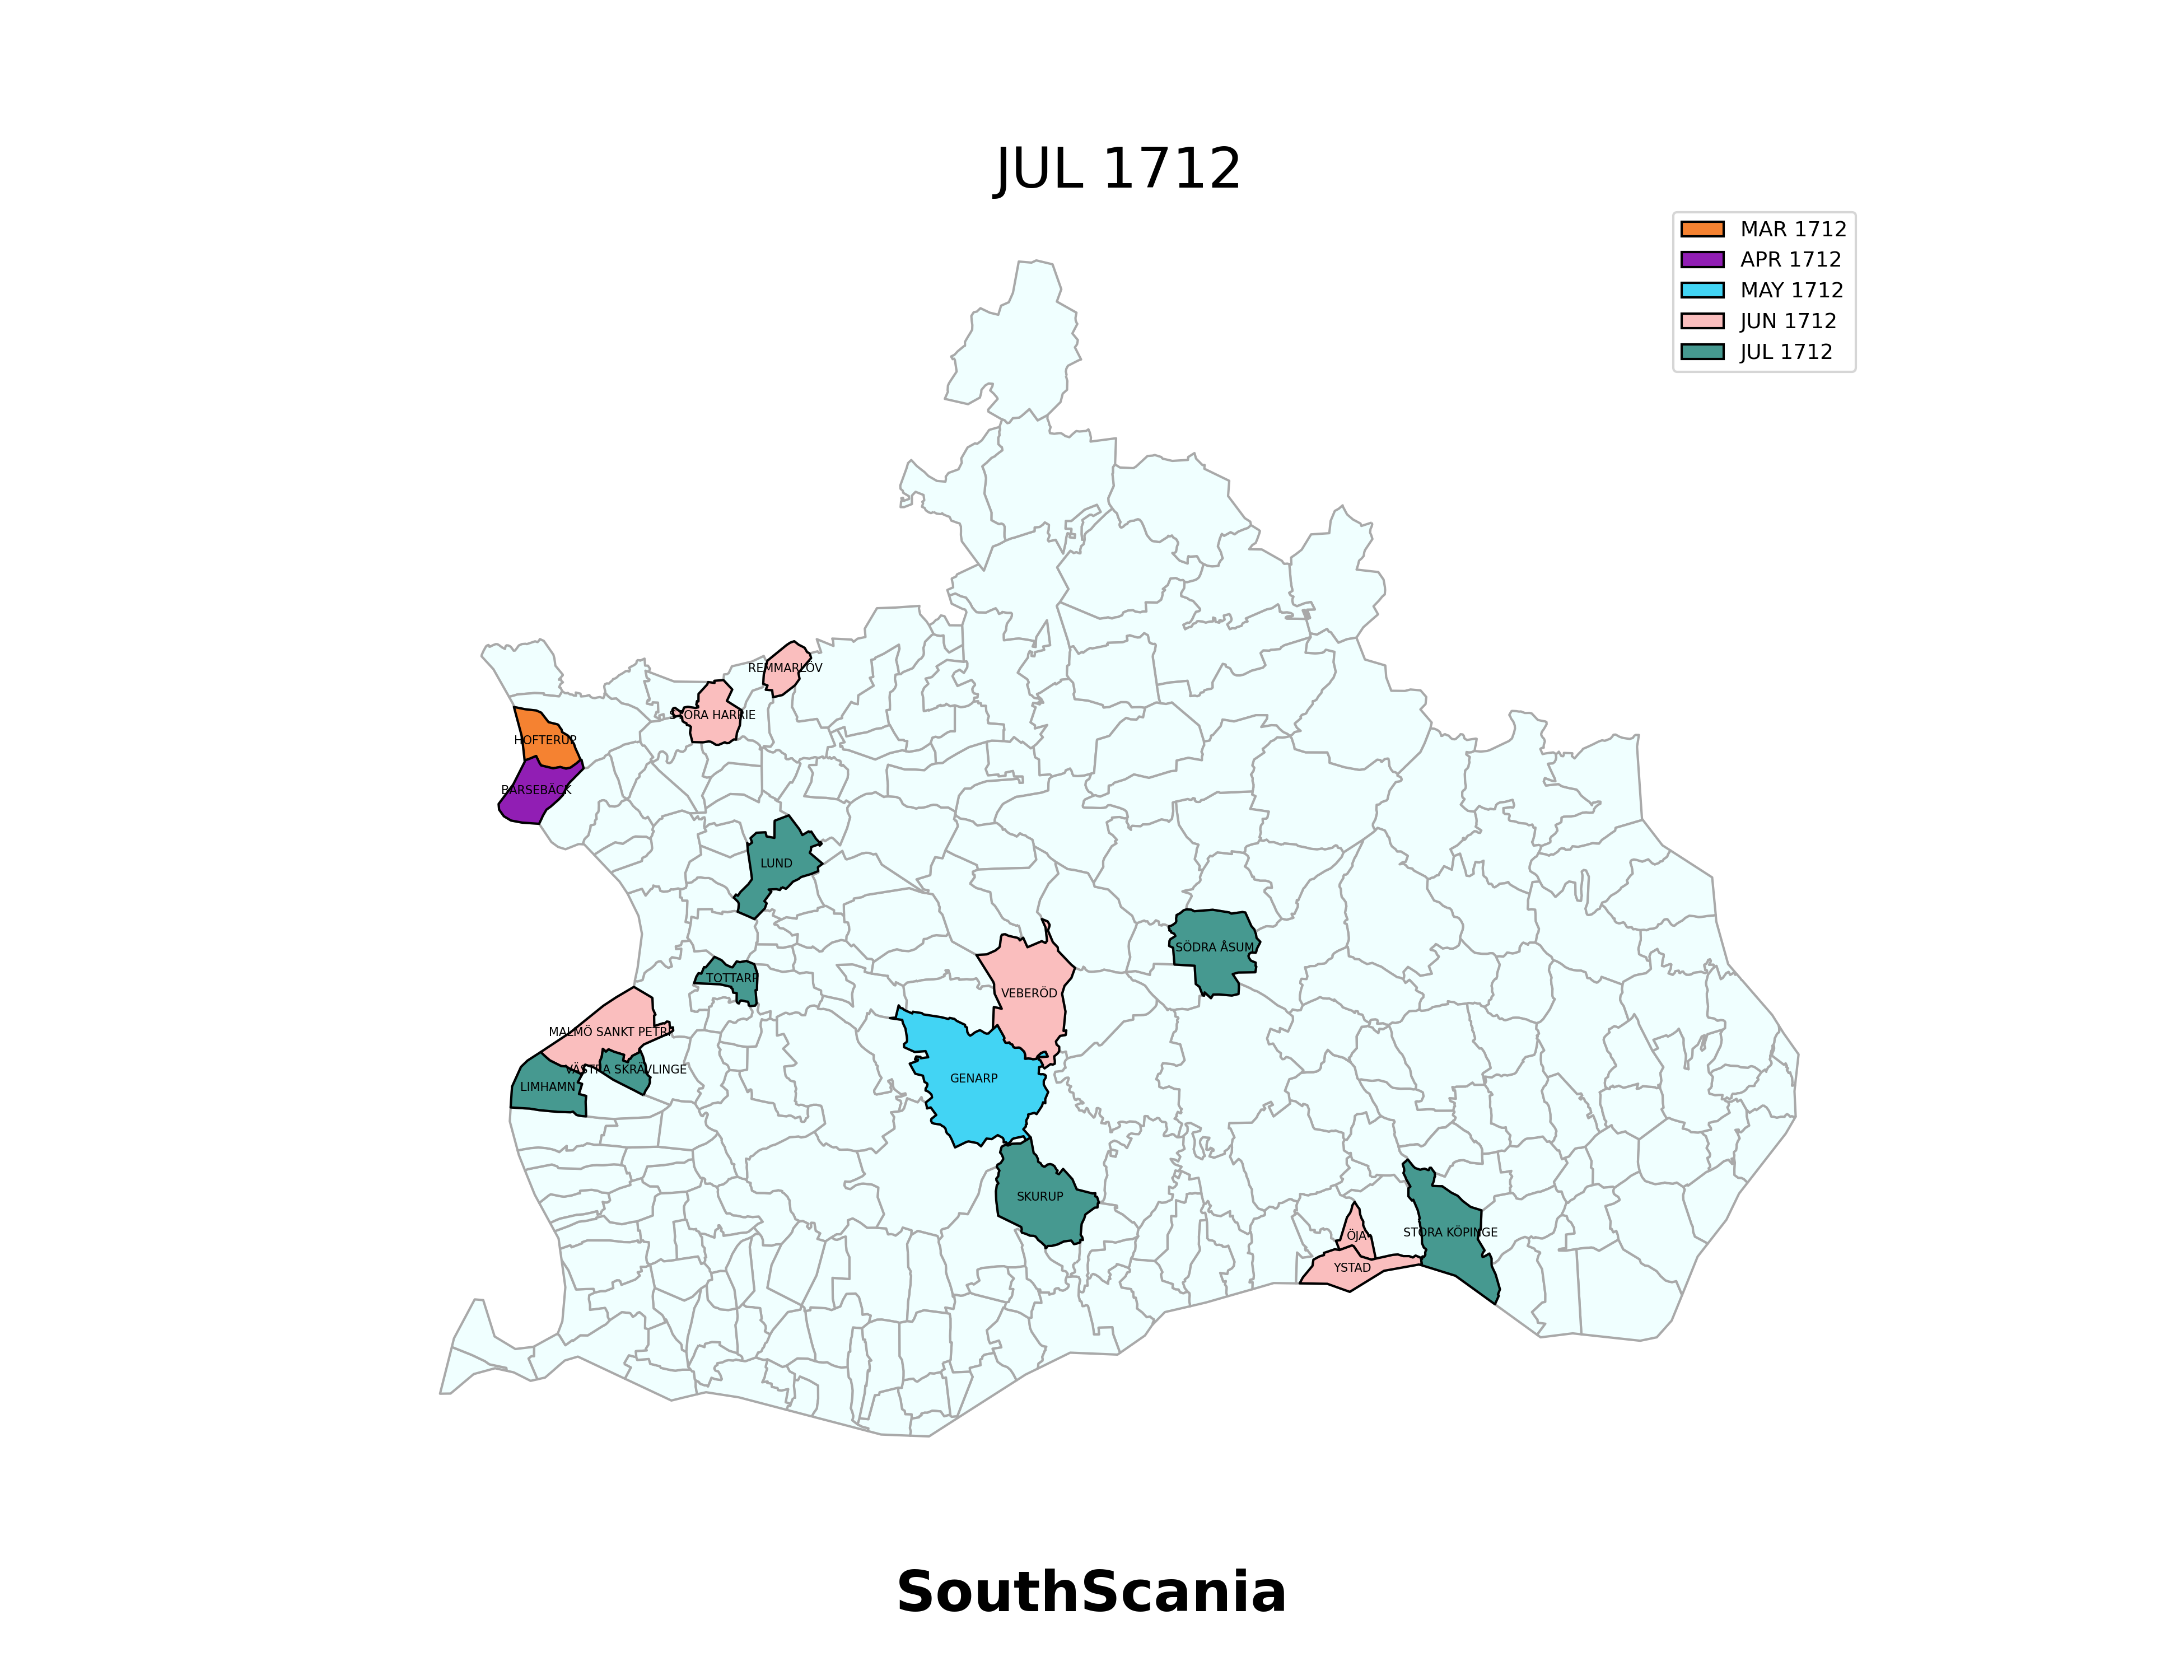 JUL 1712
MAR 1712
APR 1712
MAY 1712
JUN 1712
JUL 1712
REMMARLÖV
STORA HARRIE
HOFTERUP
BARSEBÄCK
LUND
SÖDRA ÅSUM
TOTTARP
VEBERÖD
MALMÖ SANKT PETRI
VÄSTRA SKRÄVLINGE
GENARP
LIMHAMN
SKURUP
STORA KÖPINGE
ÖJA
YSTAD
SouthScania